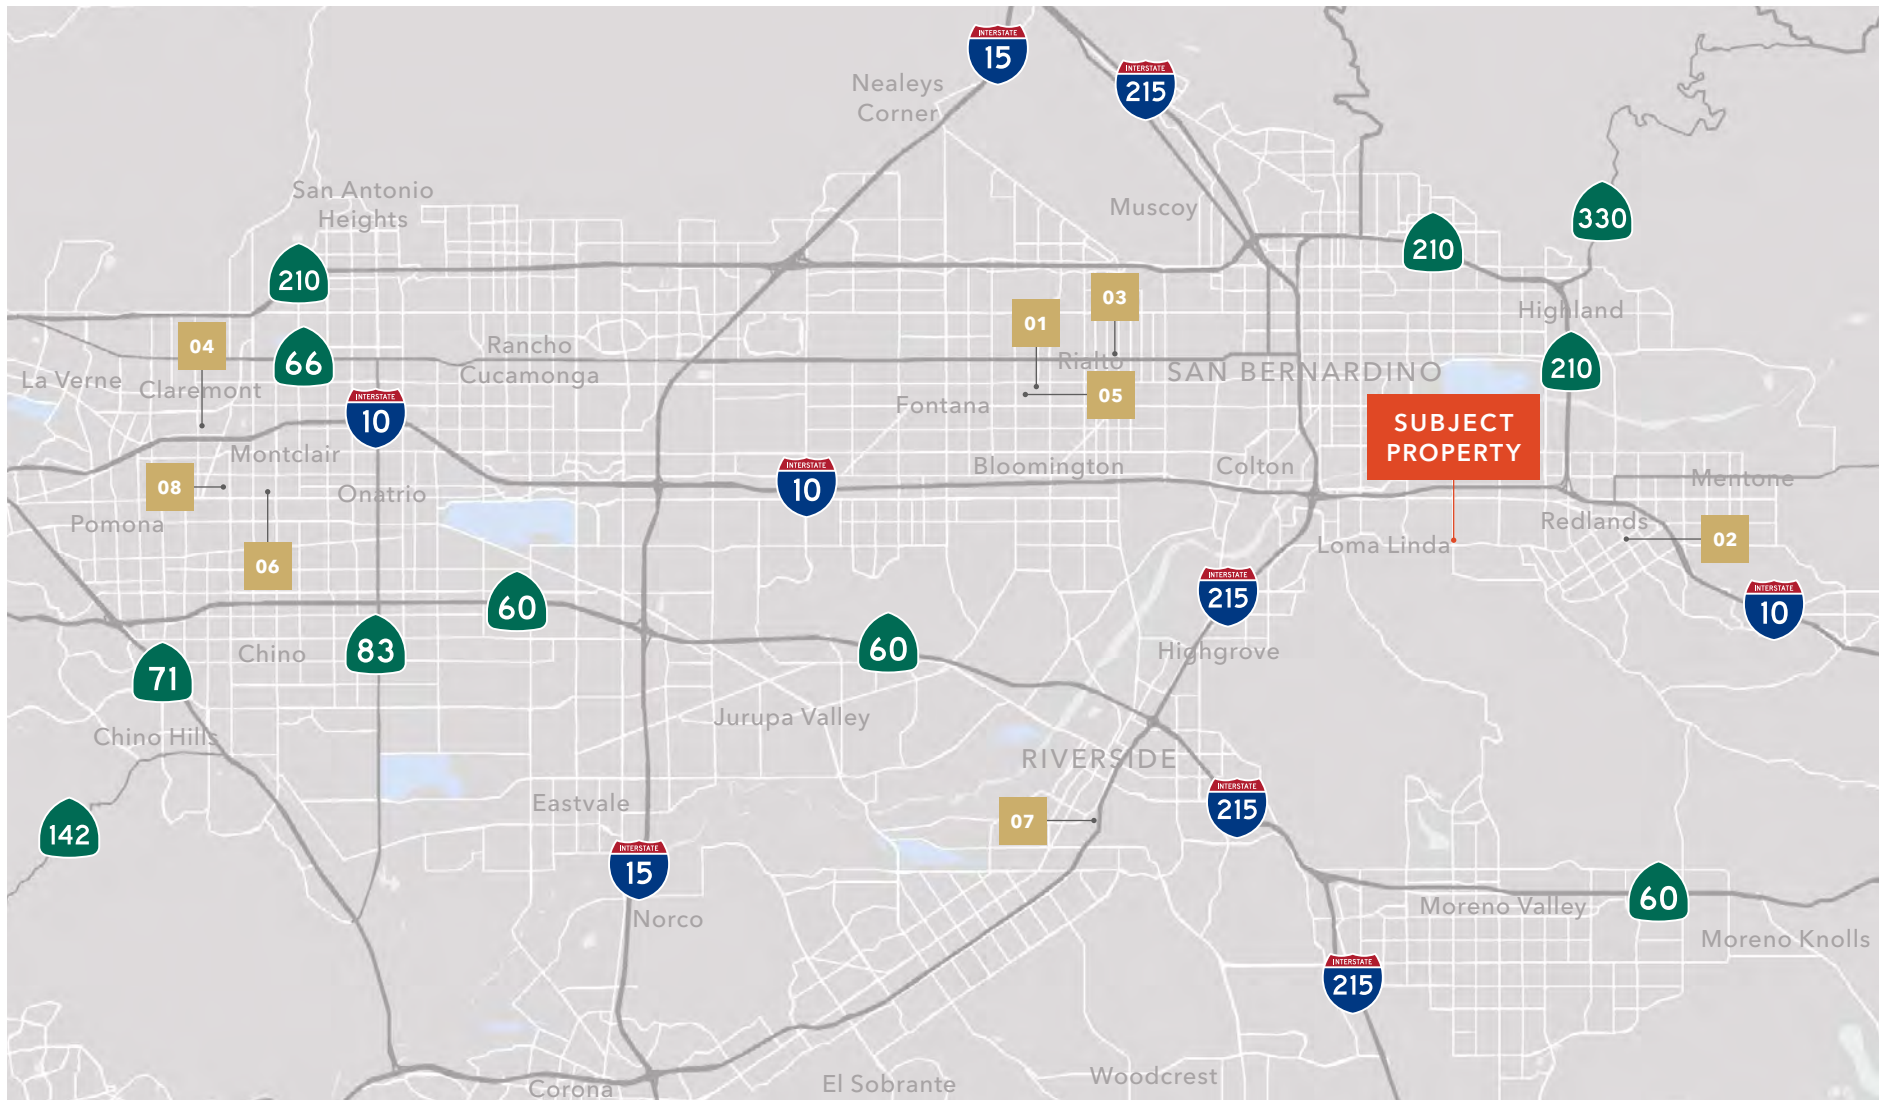 INTERSTATE
15
INTERSTATE
215
Nealeys
Corner
San Antonio
Heights
Muscoy
330
210
210
Highland
03
01
04
66
Rancho
Cucamonga
Rialto
SAN BERNARDINO
210
La Verne
Claremont
INTERSTATE
10
Fontana
05
SUBJECT
PROPERTY
Montclair
Bloomington
Colton
INTERSTATE
10
Mentone
08
Onatrio
Pomona
Redlands
02
Loma Linda
06
60
INTERSTATE
215
INTERSTATE
10
83
60
Chino
Highgrove
71
Jurupa Valley
Chino Hills
RIVERSIDE
Eastvale
INTERSTATE
215
07
142
INTERSTATE
15
60
Moreno Valley
Norco
Moreno Knolls
INTERSTATE
215
Woodcrest
El Sobrante
Corona